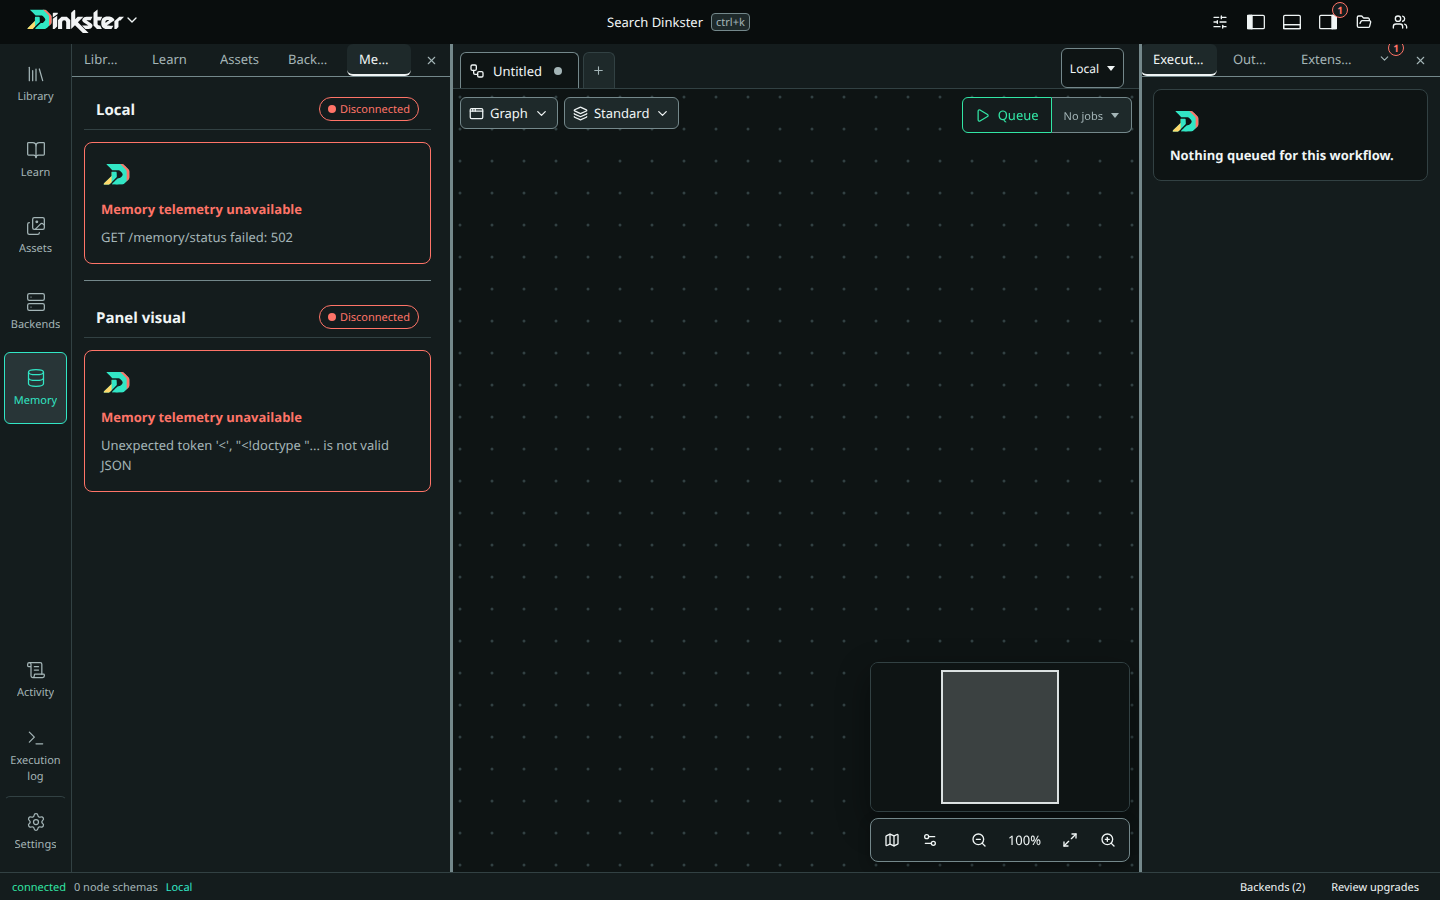 Dinkster
Search Dinkster ctrl+k
1
Libr... Learn Assets Back... Me...
Untitled
Local
Execut... Out... Extens...
1
Library
Learn
Assets
Backends
Memory
Activity
Execution
log
Settings
Local Disconnected
Memory telemetry unavailable
GET /memory/status failed: 502
Panel visual Disconnected
Memory telemetry unavailable
Unexpected token '<', "<!doctype "... is not valid
JSON
Graph Standard
Queue No jobs
100%
Nothing queued for this workflow.
connected 0 node schemas Local
Backends (2) Review upgrades